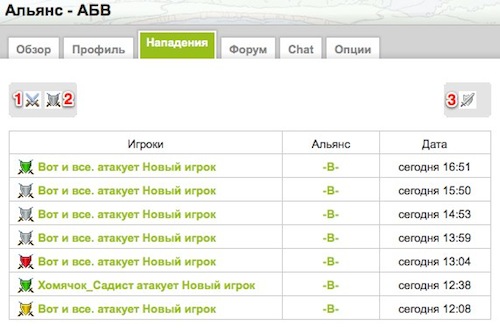 Альянс - АБВ
Обзор Профиль Нападения Форум Chat Опции
1 2 3
Игроки Альянс Дата
Вот и все. атакует Новый игрок -В- сегодня 16:51
Вот и все. атакует Новый игрок -В- сегодня 15:50
Вот и все. атакует Новый игрок -В- сегодня 14:53
Вот и все. атакует Новый игрок -В- сегодня 13:59
Вот и все. атакует Новый игрок -В- сегодня 13:04
Хомячок_Садист атакует Новый игрок -В- сегодня 12:38
Вот и все. атакует Новый игрок -В- сегодня 12:08